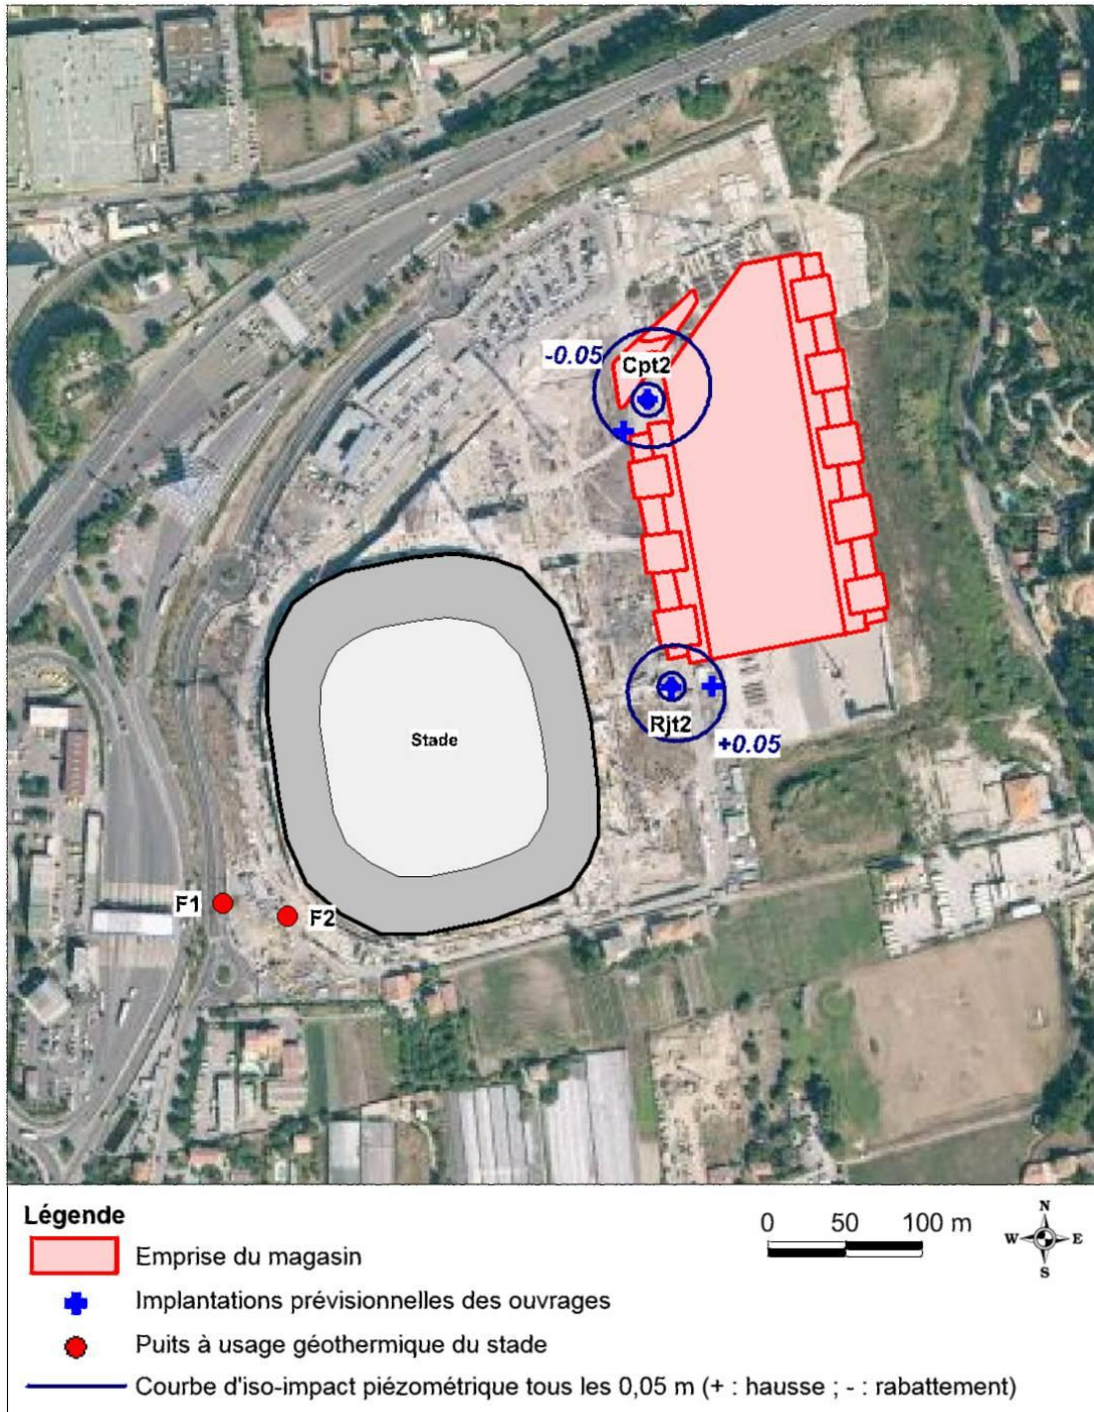 -0.05
Cpt2
Rjt2
+0.05
Stade
F1
F2
Légende
Emprise du magasin
Implantations prévisionnelles des ouvrages
Puits à usage géothermique du stade
Courbe d'iso-impact piézométrique tous les 0,05 m (+ : hausse ; - : rabattement)
0 50 100 m
N
W E
S